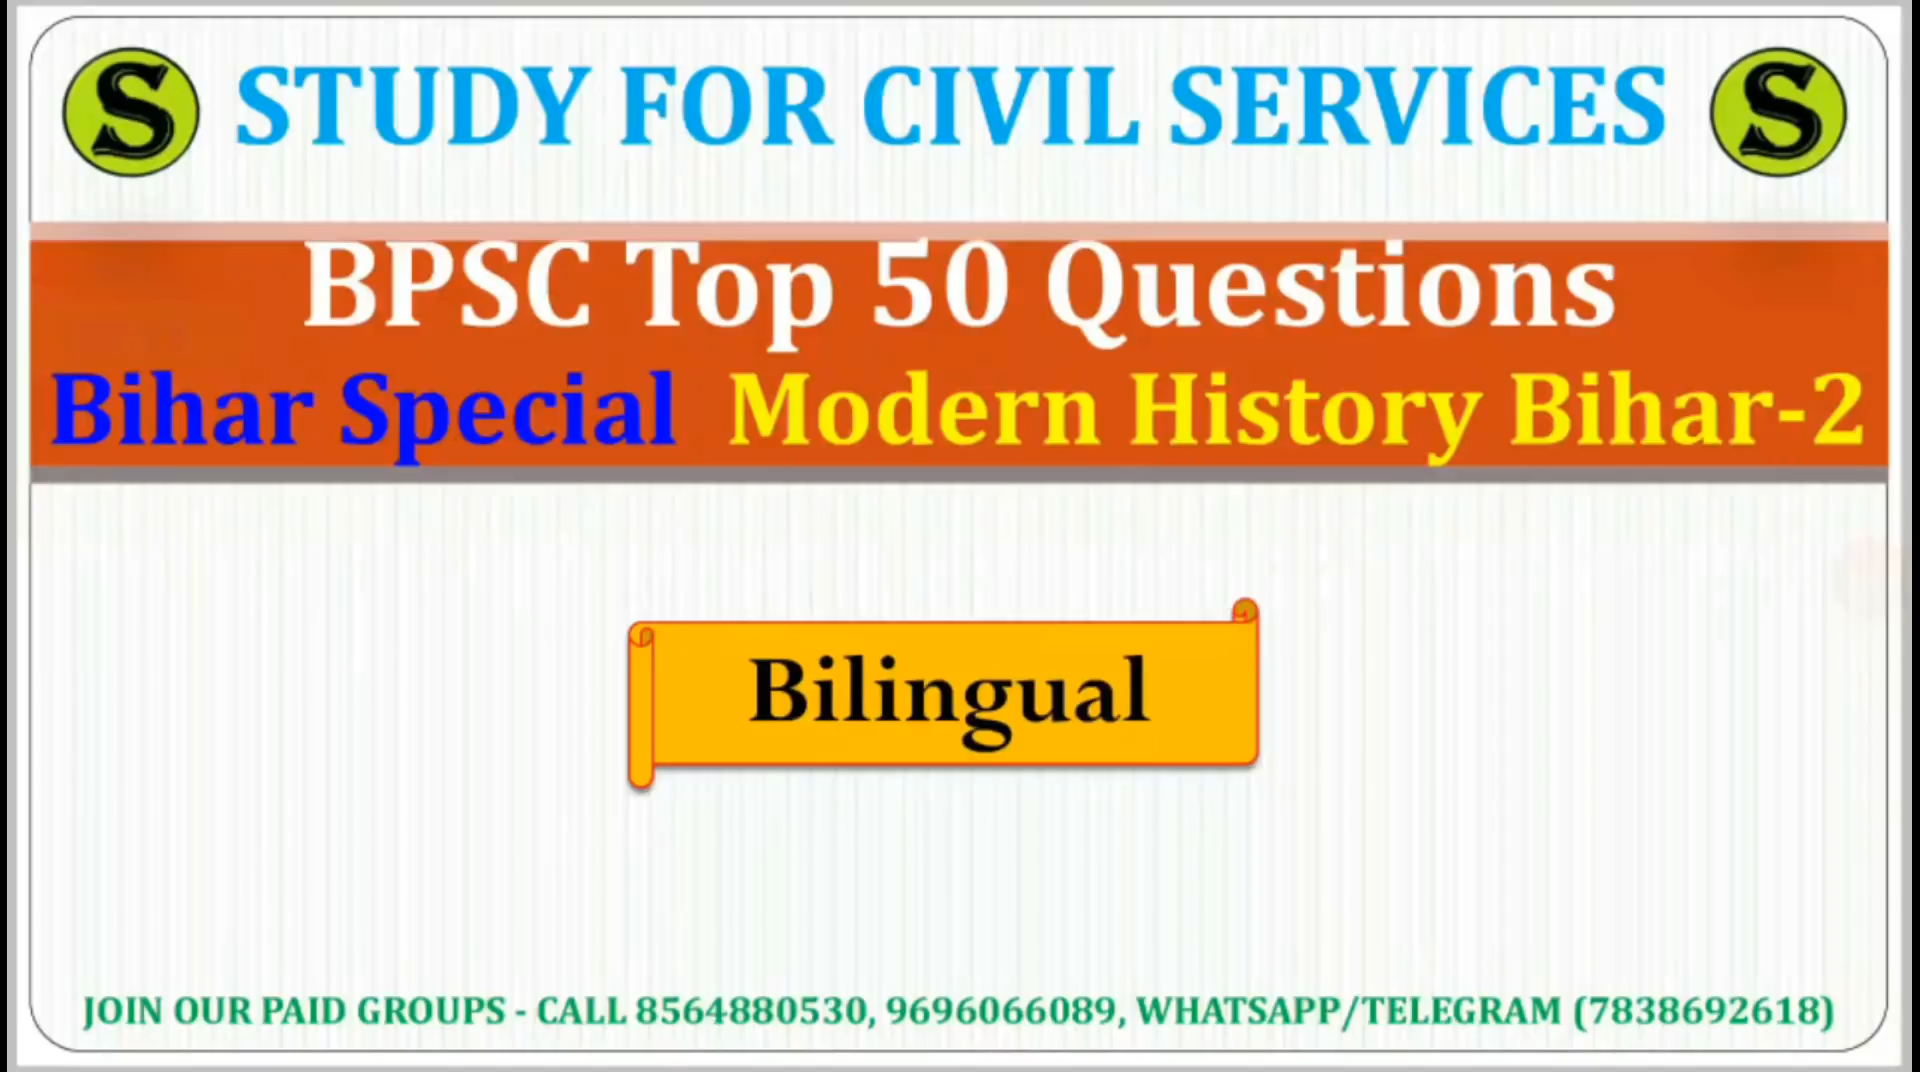 S STUDY FOR CIVIL SERVICES S
BPSC Top 50 Questions
Bihar Special Modern History Bihar-2
Bilingual
JOIN OUR PAID GROUPS - CALL 8564880530, 9696066089, WHATSAPP/TELEGRAM (7838692618)